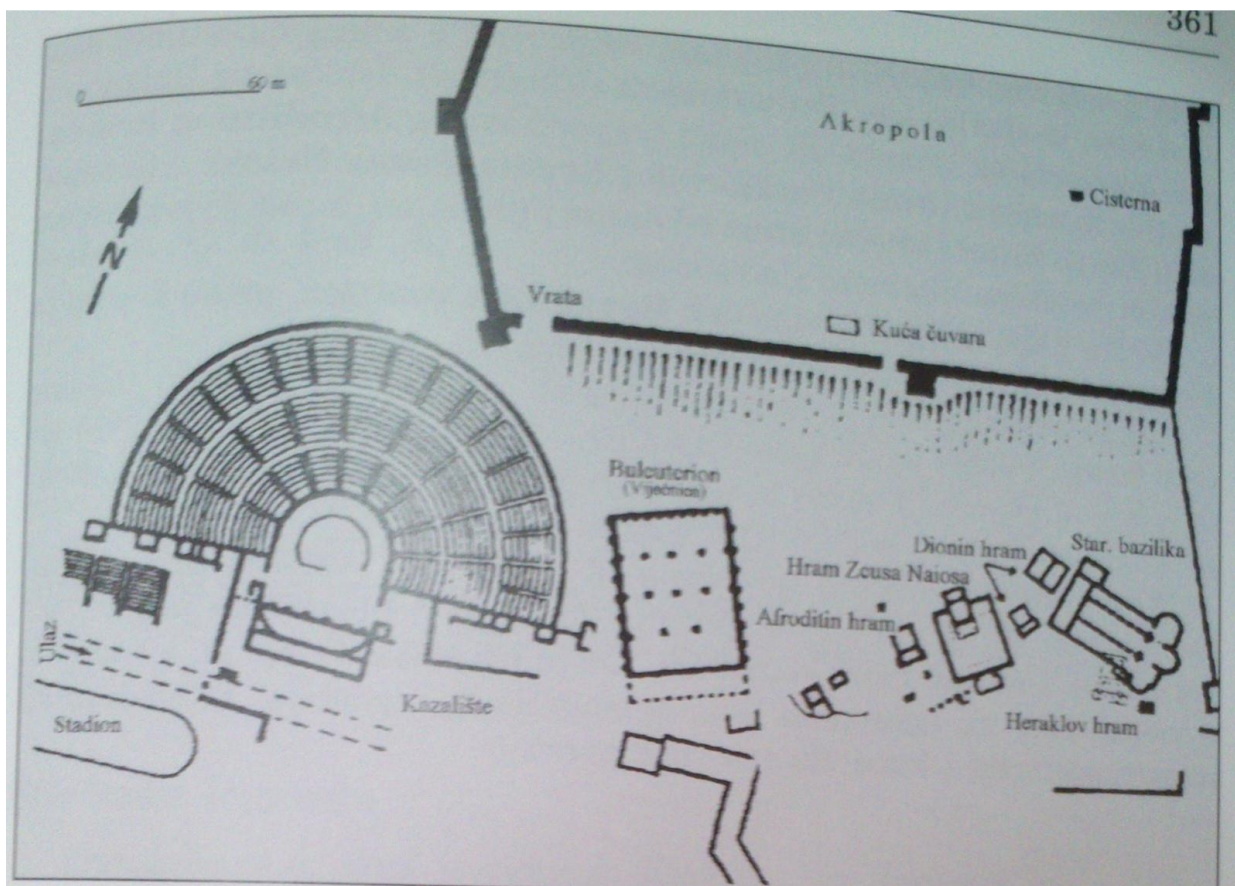 361
0 60 m
Akropola
Cisterna
N
Vrata
Kuća čuvara
Buleuterion
(Vijećnica)
Dionin hram
Star. bazilika
Hram Zeusa Naiosa
Afroditin hram
Ulaz
Kazalište
Stadion
Heraklov hram